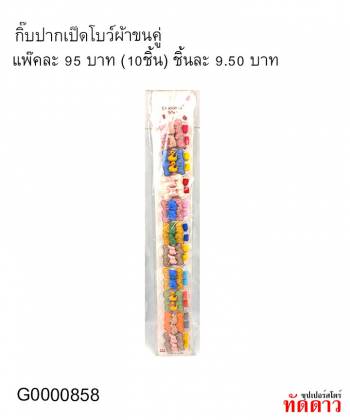 กิ๊บปากเป็ดโบว์ผ้าขนคู่
แพ๊คละ 95 บาท (10ชิ้น) ชิ้นละ 9.50 บาท
G0000858
ซุปเปอร์สโตร์
ทัดดาว